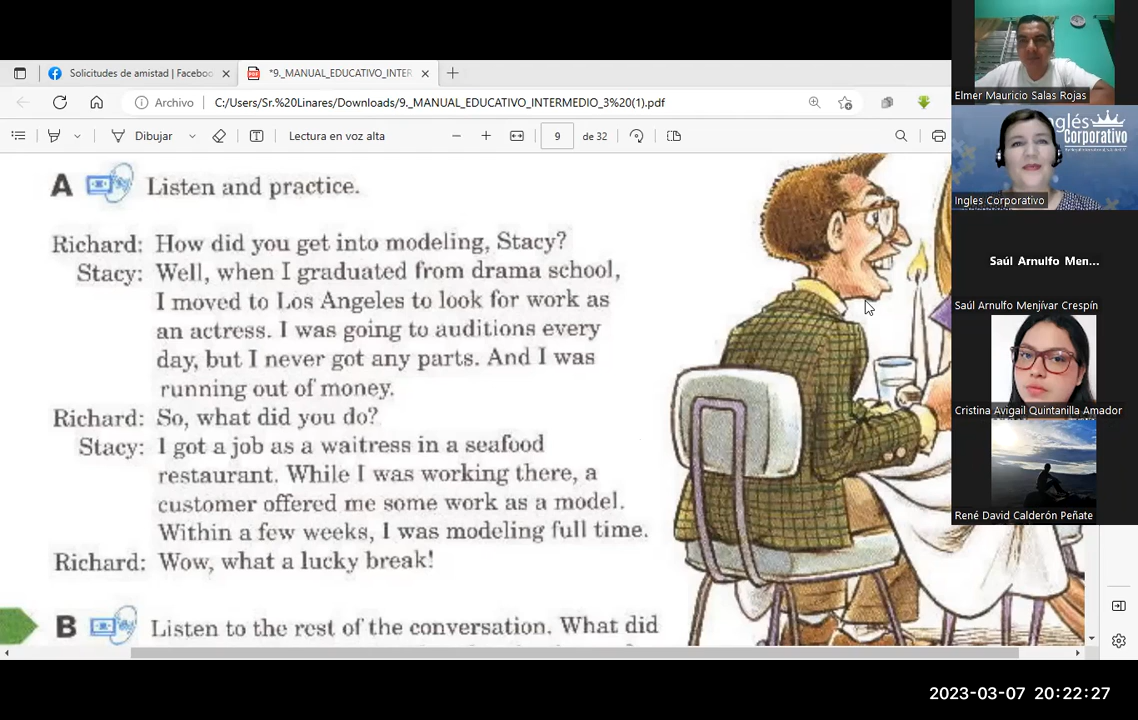 Solicitudes de amistad | Faceboo
*9._MANUAL_EDUCATIVO_INTER
Archivo
C:/Users/Sr.%20Linares/Downloads/9._MANUAL_EDUCATIVO_INTERMEDIO_3%20(1).pdf
Dibujar
Lectura en voz alta
9
de 32
A Listen and practice.
Richard: How did you get into modeling, Stacy?
Stacy: Well, when I graduated from drama school,
I moved to Los Angeles to look for work as
an actress. I was going to auditions every
day, but I never got any parts. And I was
running out of money.
Richard: So, what did you do?
Stacy: I got a job as a waitress in a seafood
restaurant. While I was working there, a
customer offered me some work as a model.
Within a few weeks, I was modeling full time.
Richard: Wow, what a lucky break!
B Listen to the rest of the conversation. What did
Elmer Mauricio Salas Rojas
nglés
Corporativo
Ingles Corporativo
Saúl Arnulfo Men...
Saúl Arnulfo Menjívar Crespín
Cristina Avigail Quintanilla Amador
René David Calderón Peñate
2023-03-07 20:22:27